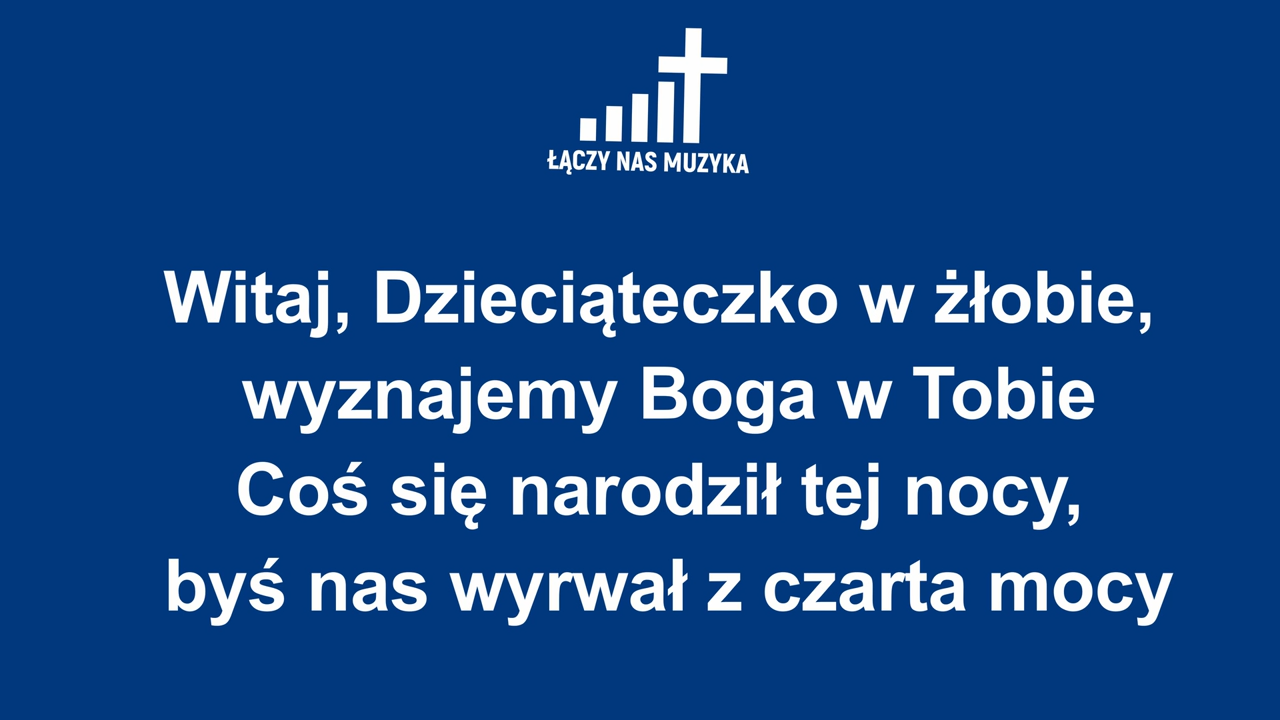 ŁĄCZY NAS MUZYKA
Witaj, Dzieciąteczko w żłobie,
wyznajemy Boga w Tobie
Coś się narodził tej nocy,
byś nas wyrwał z czarta mocy